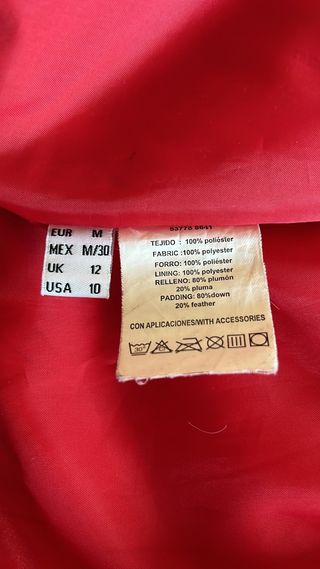 EUR M
MEX M/30
UK 12
USA 10
TEJIDO : 100% poliéster
FABRIC :100% polyester
FORRO: 100% poliéster
LINING: 100% polyester
RELLENO: 80% plumón
20% pluma
PADDING: 80%down
20% feather
CON APLICACIONES/WITH ACCESSORIES
30°